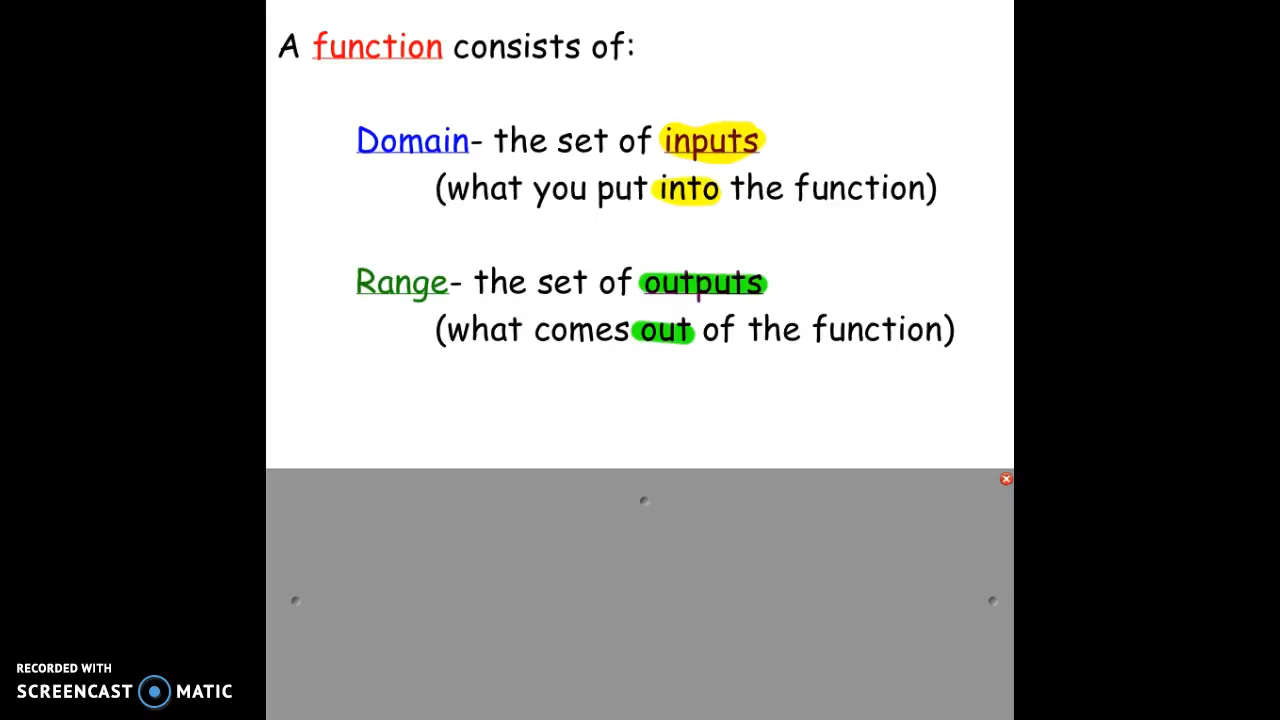 A function consists of:
Domain- the set of inputs
(what you put into the function)
Range- the set of outputs
(what comes out of the function)
RECORDED WITH
SCREENCAST MATIC